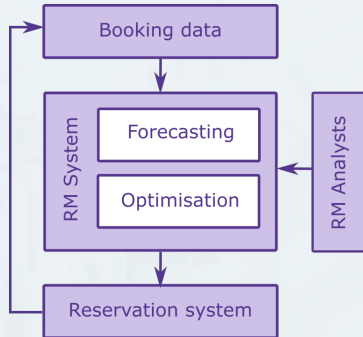 Booking data
RM System
Forecasting
Optimisation
RM Analysts
Reservation system